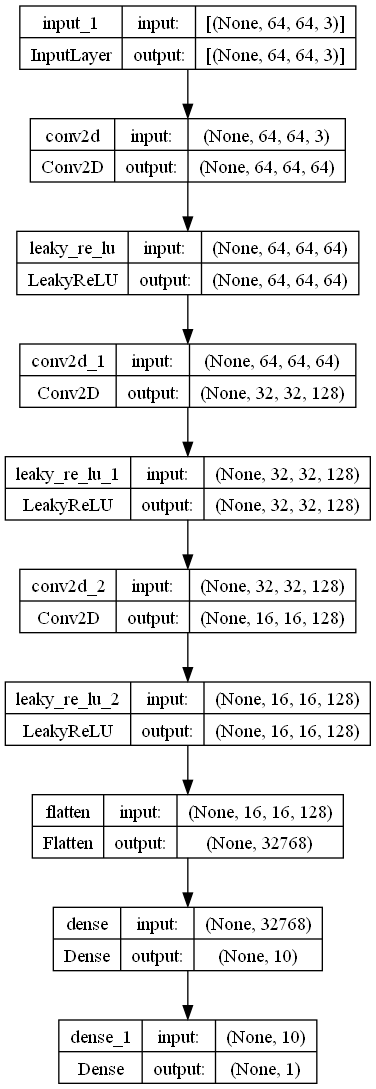 input_1 input: [(None, 64, 64, 3)]
InputLayer output: [(None, 64, 64, 3)]
conv2d input: (None, 64, 64, 3)
Conv2D output: (None, 64, 64, 64)
leaky_re_lu input: (None, 64, 64, 64)
LeakyReLU output: (None, 64, 64, 64)
conv2d_1 input: (None, 64, 64, 64)
Conv2D output: (None, 32, 32, 128)
leaky_re_lu_1 input: (None, 32, 32, 128)
LeakyReLU output: (None, 32, 32, 128)
conv2d_2 input: (None, 32, 32, 128)
Conv2D output: (None, 16, 16, 128)
leaky_re_lu_2 input: (None, 16, 16, 128)
LeakyReLU output: (None, 16, 16, 128)
flatten input: (None, 16, 16, 128)
Flatten output: (None, 32768)
dense input: (None, 32768)
Dense output: (None, 10)
dense_1 input: (None, 10)
Dense output: (None, 1)